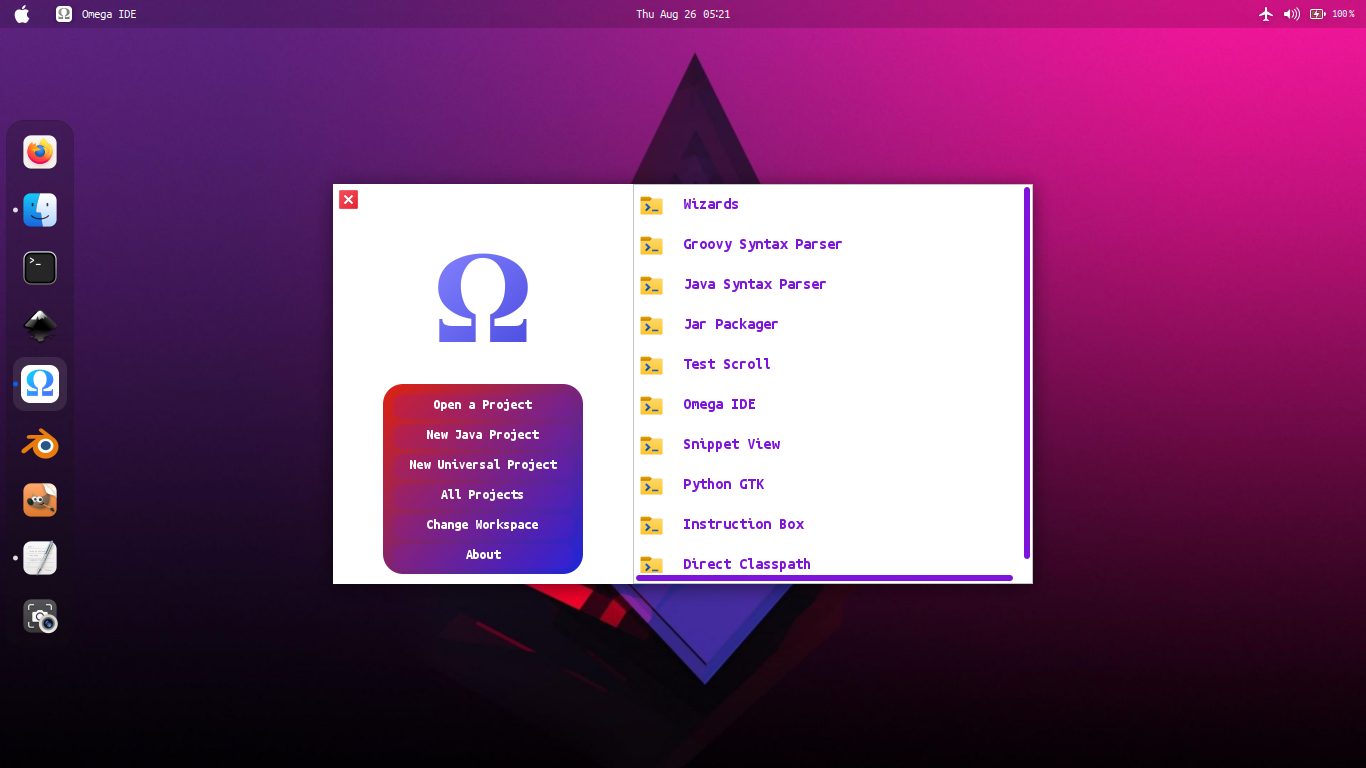 Omega IDE
Thu Aug 26 05:21
100%
Ω
Open a Project
New Java Project
New Universal Project
All Projects
Change Workspace
About
Wizards
Groovy Syntax Parser
Java Syntax Parser
Jar Packager
Test Scroll
Omega IDE
Snippet View
Python GTK
Instruction Box
Direct Classpath